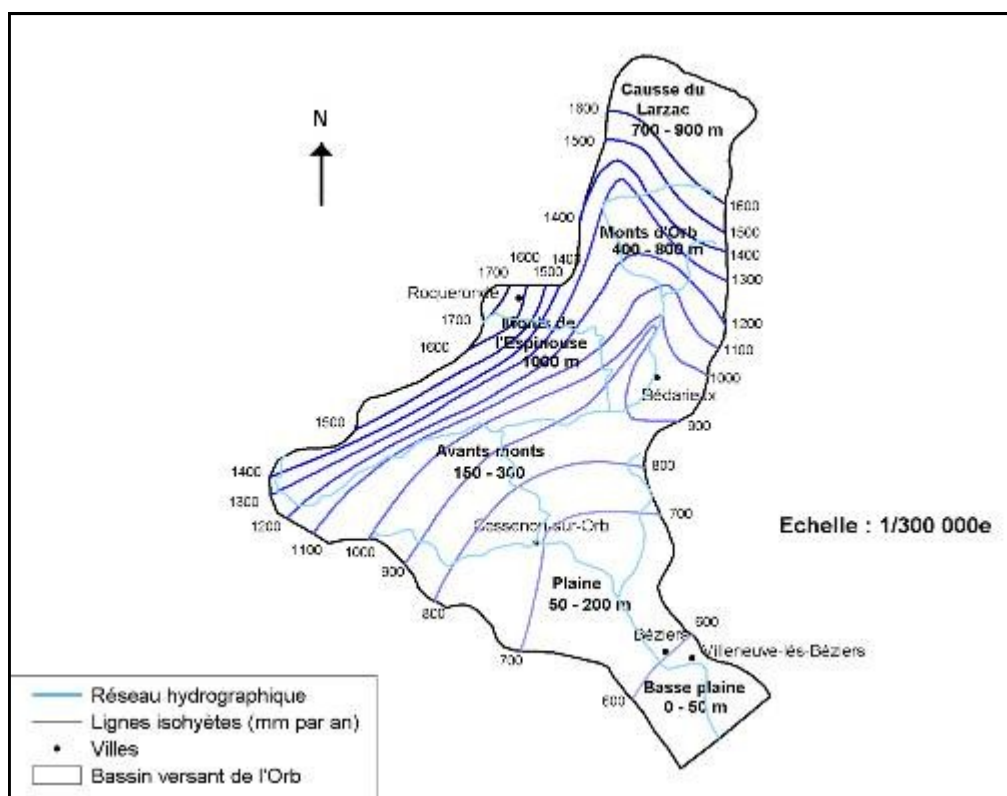 Causse du
Larzac
700 - 900 m
N
1600
1500
1400
1600
1500
1400
1300
1200
1100
1000
900
Monts d'Orb
400 - 800 m
1600
1700
1500
1400
Roqueronde
1700
1600
Monts de
l'Espinouse
1000 m
Bédarieux
1500
1400
1300
1200
1100
1000
900
800
700
Avants monts
150 - 300
800
700
Cessenon-sur-Orb
Echelle : 1/300 000e
Plaine
50 - 200 m
600
Béziers
Villeneuve-lés-Béziers
600
Basse plaine
0 - 50 m
Réseau hydrographique
Lignes isohyètes (mm par an)
Villes
Bassin versant de l'Orb